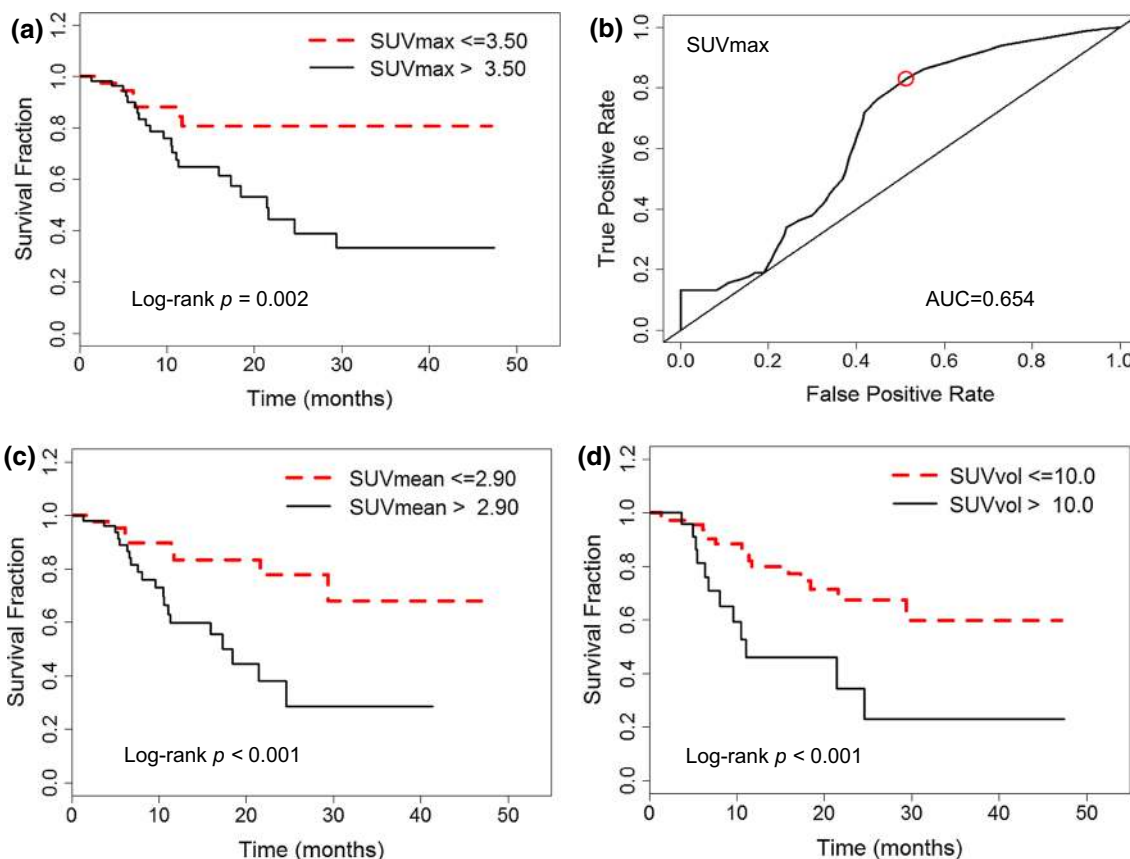 (a)
SUVmax <=3.50
SUVmax > 3.50
Survival Fraction
0.0 0.2 0.4 0.6 0.8 1.0 1.2
Log-rank p = 0.002
0 10 20 30 40 50
Time (months)
(b)
SUVmax
True Positive Rate
0.0 0.2 0.4 0.6 0.8 1.0
AUC=0.654
0.0 0.2 0.4 0.6 0.8 1.0
False Positive Rate
(c)
SUVmean <=2.90
SUVmean > 2.90
Survival Fraction
0.0 0.2 0.4 0.6 0.8 1.0 1.2
Log-rank p < 0.001
0 10 20 30 40 50
Time (months)
(d)
SUVvol <=10.0
SUVvol > 10.0
Survival Fraction
0.0 0.2 0.4 0.6 0.8 1.0 1.2
Log-rank p < 0.001
0 10 20 30 40 50
Time (months)